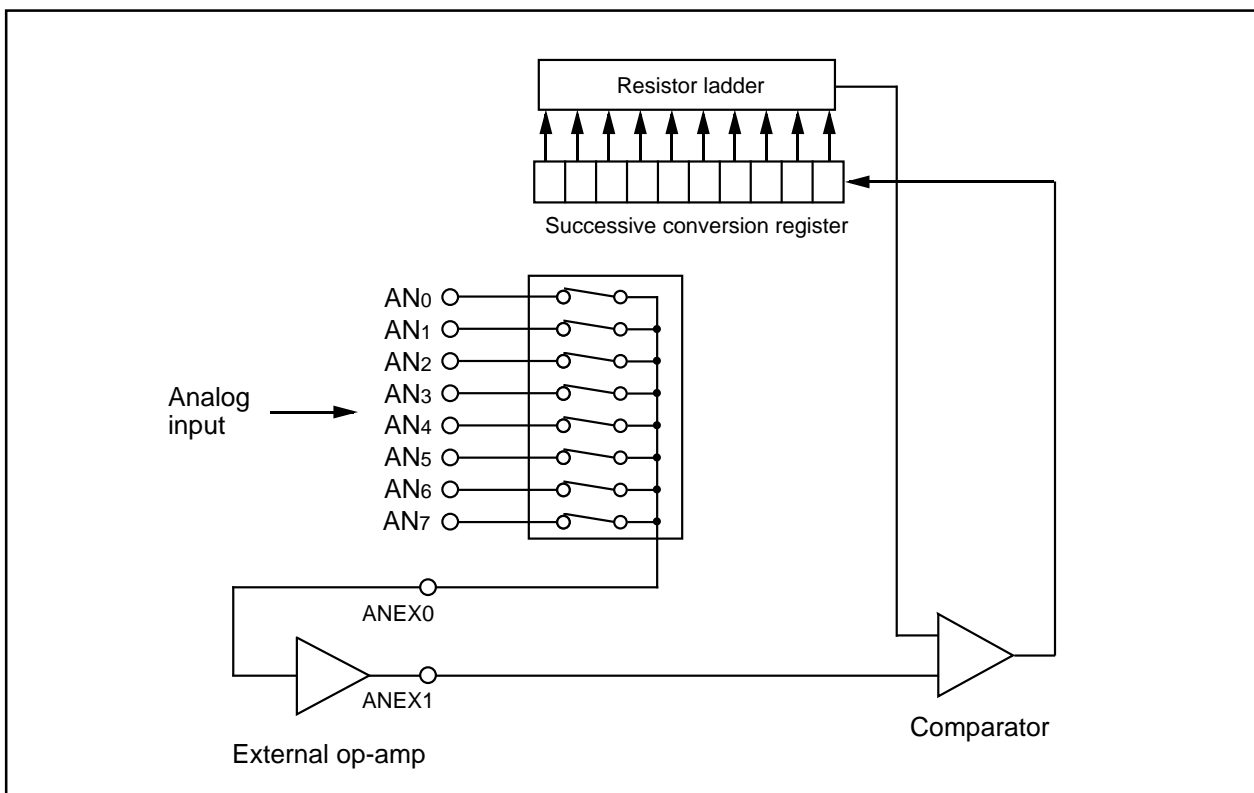 Resistor ladder
Successive conversion register
AN0
AN1
AN2
AN3
AN4
AN5
AN6
AN7
Analog
input
ANEX0
ANEX1
External op-amp
Comparator